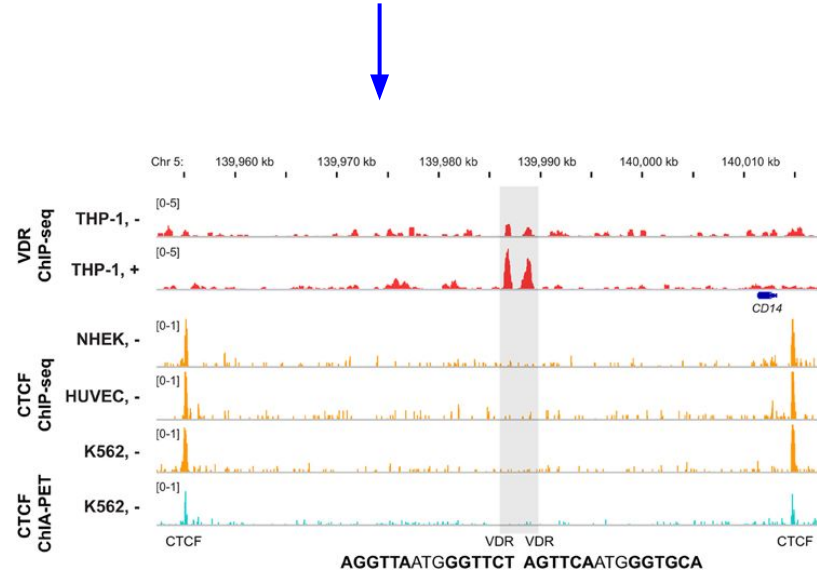 Chr 5: 139,960 kb 139,970 kb 139,980 kb 139,990 kb 140,000 kb 140,010 kb
VDR
ChIP-seq
THP-1, - [0-5]
THP-1, + [0-5]
CD14
CTCF
ChIP-seq
NHEK, - [0-1]
HUVEC, - [0-1]
K562, - [0-1]
CTCF
ChIA-PET
K562, - [0-1]
CTCF VDR VDR CTCF
AGGTTAATGGGTTCT AGTTCAATGGGTGCA